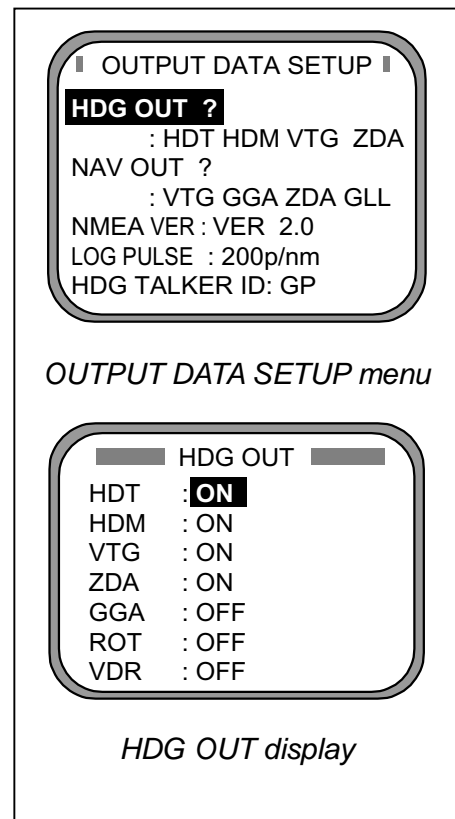 OUTPUT DATA SETUP
HDG OUT ?
: HDT HDM VTG ZDA
NAV OUT ?
: VTG GGA ZDA GLL
NMEA VER : VER 2.0
LOG PULSE : 200p/nm
HDG TALKER ID: GP
OUTPUT DATA SETUP menu
HDG OUT
HDT : ON
HDM : ON
VTG : ON
ZDA : ON
GGA : OFF
ROT : OFF
VDR : OFF
HDG OUT display